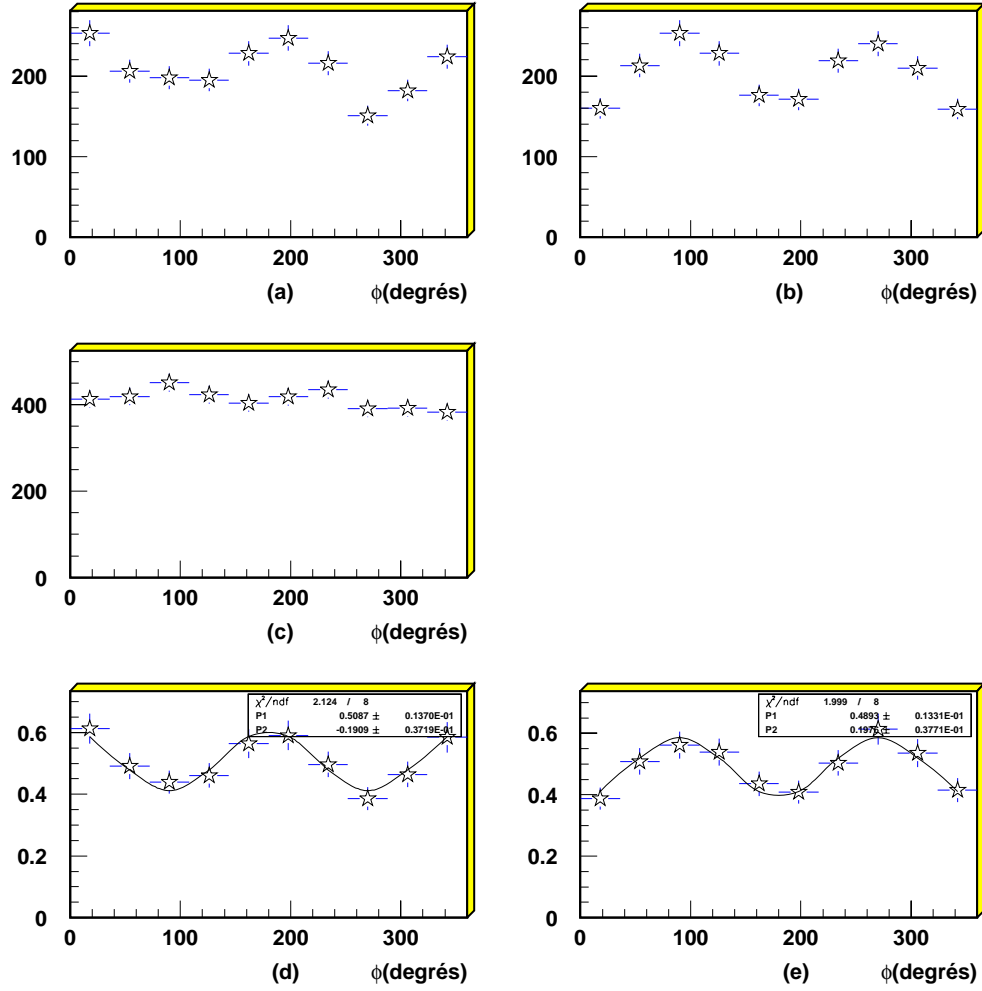 200
100
0
0 100 200 300
(a) ϕ(degrés)
200
100
0
0 100 200 300
(b) ϕ(degrés)
400
200
0
0 100 200 300
(c) ϕ(degrés)
χ²/ndf 2.124 / 8
P1 0.5087 ± 0.1370E-01
P2 -0.1909 ± 0.3719E-01
0.6
0.4
0.2
0
0 100 200 300
(d) ϕ(degrés)
χ²/ndf 1.999 / 8
P1 0.4893 ± 0.1331E-01
P2 ± 0.3771E-01
0.6
0.4
0.2
0
0 100 200 300
(e) ϕ(degrés)